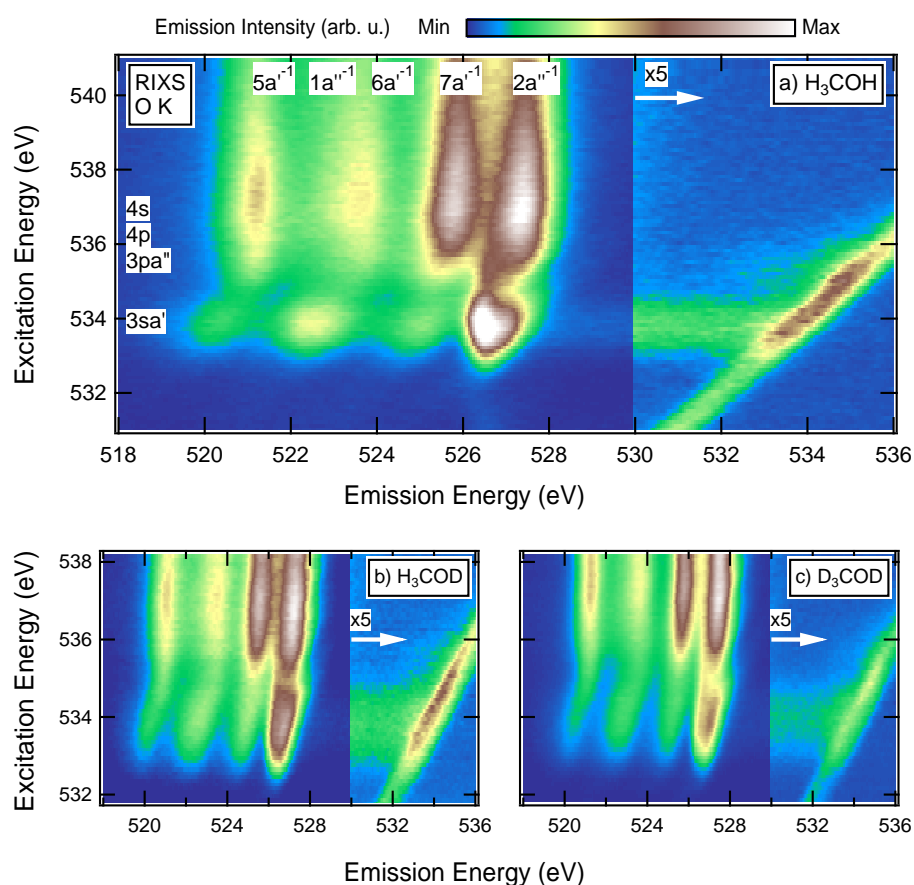 Emission Intensity (arb. u.) Min Max
RIXS
O K
5a'⁻¹ 1a''⁻¹ 6a'⁻¹ 7a'⁻¹ 2a''⁻¹
x5
a) H₃COH
Excitation Energy (eV)
540
538
536
534
532
4s
4p
3pa"
3sa'
518 520 522 524 526 528 530 532 534 536
Emission Energy (eV)
b) H₃COD
x5
Excitation Energy (eV)
538
536
534
532
520 524 528 532 536
Emission Energy (eV)
c) D₃COD
x5
520 524 528 532 536
Emission Energy (eV)